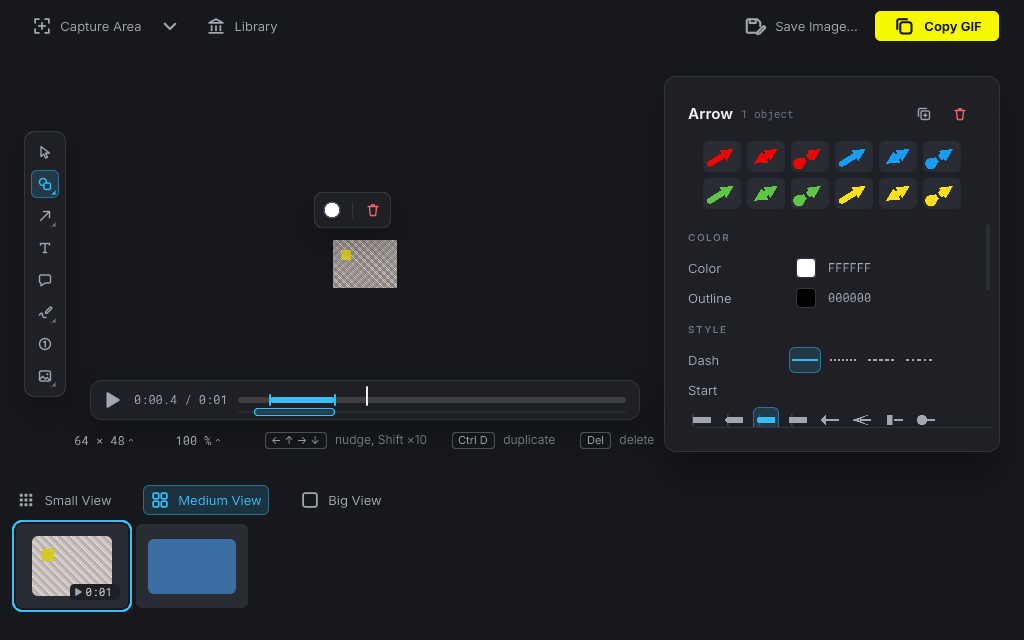 Capture Area
Library
Save Image...
Copy GIF
Arrow 1 object
COLOR
Color FFFFFF
Outline 000000
STYLE
Dash
Start
0:00.4 / 0:01
64 × 48
100 %
← ↑ → ↓ nudge, Shift ×10
Ctrl D duplicate
Del delete
Small View
Medium View
Big View
0:01